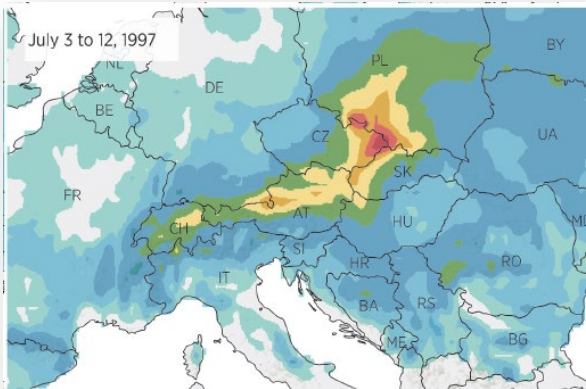 July 3 to 12, 1997
NL
PL
BY
DE
BE
CZ
UA
FR
SK
AT
HU
CH
SI
HR
RO
IT
BA
RS
ME
BG